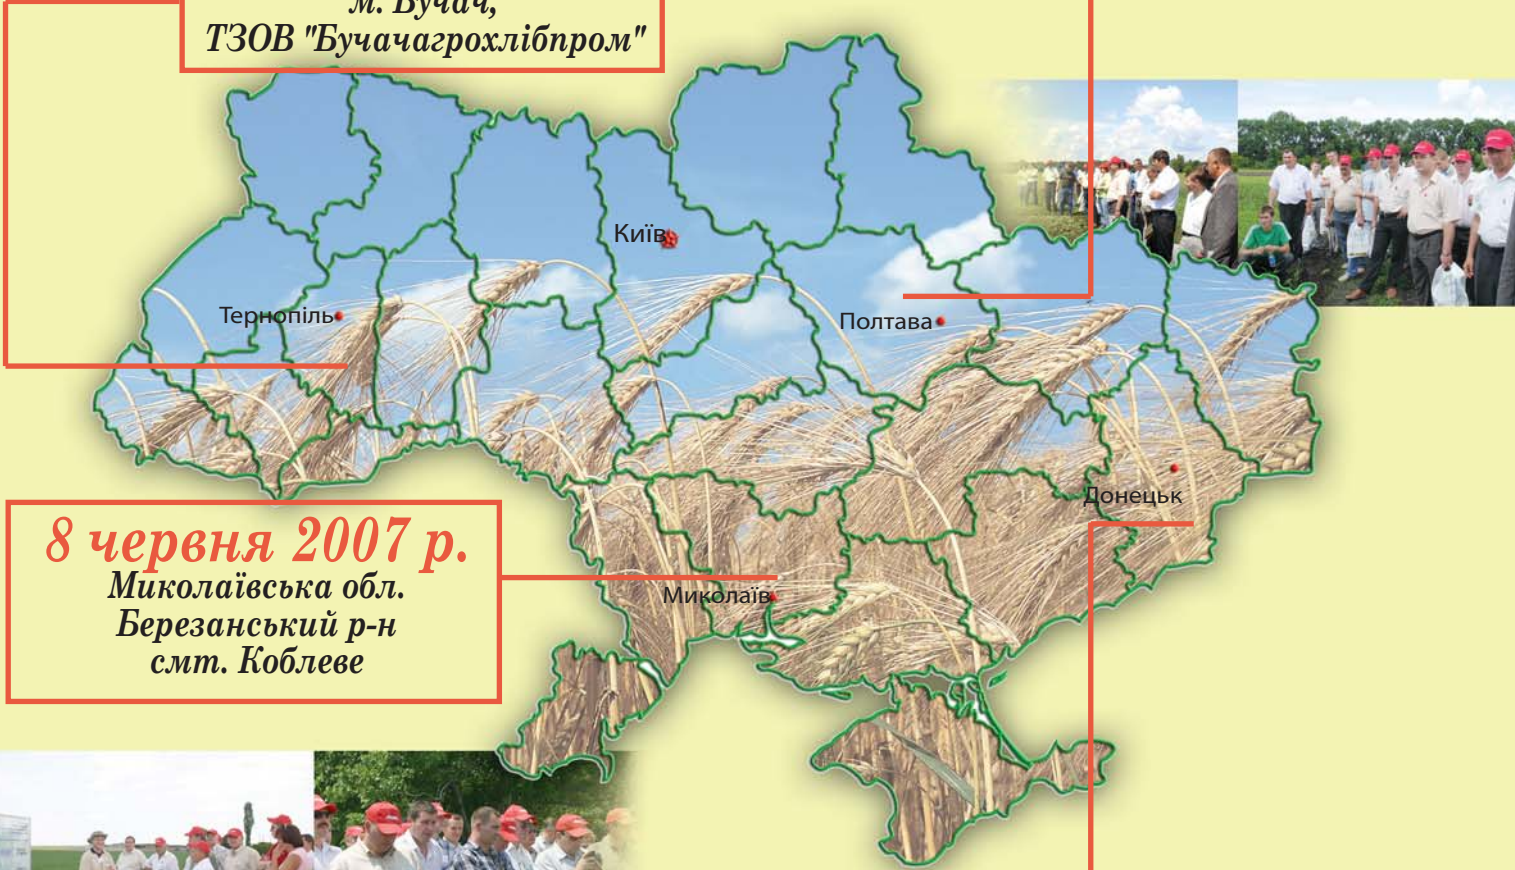 м. Бучач,
ТЗОВ "Бучачагрохлібпром"
Київ
Тернопіль
Полтава
Донецьк
8 червня 2007 р.
Миколаївська обл.
Березанський р-н
смт. Коблеве
Миколаїв